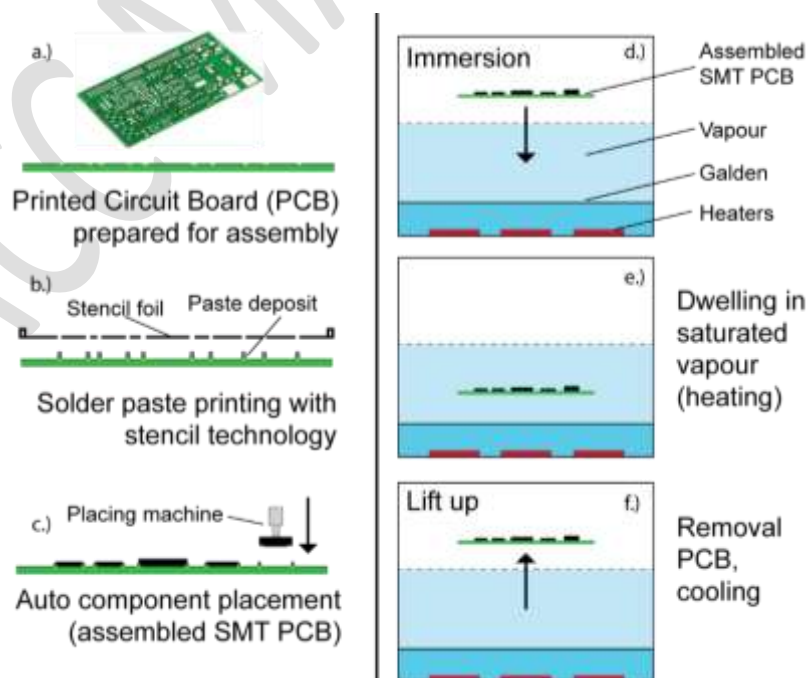 a.)
Printed Circuit Board (PCB)
prepared for assembly
b.)
Stencil foil
Paste deposit
Solder paste printing with
stencil technology
c.)
Placing machine
Auto component placement
(assembled SMT PCB)
Immersion
d.)
Assembled
SMT PCB
Vapour
Galden
Heaters
e.)
Dwelling in
saturated
vapour
(heating)
Lift up
f.)
Removal
PCB,
cooling